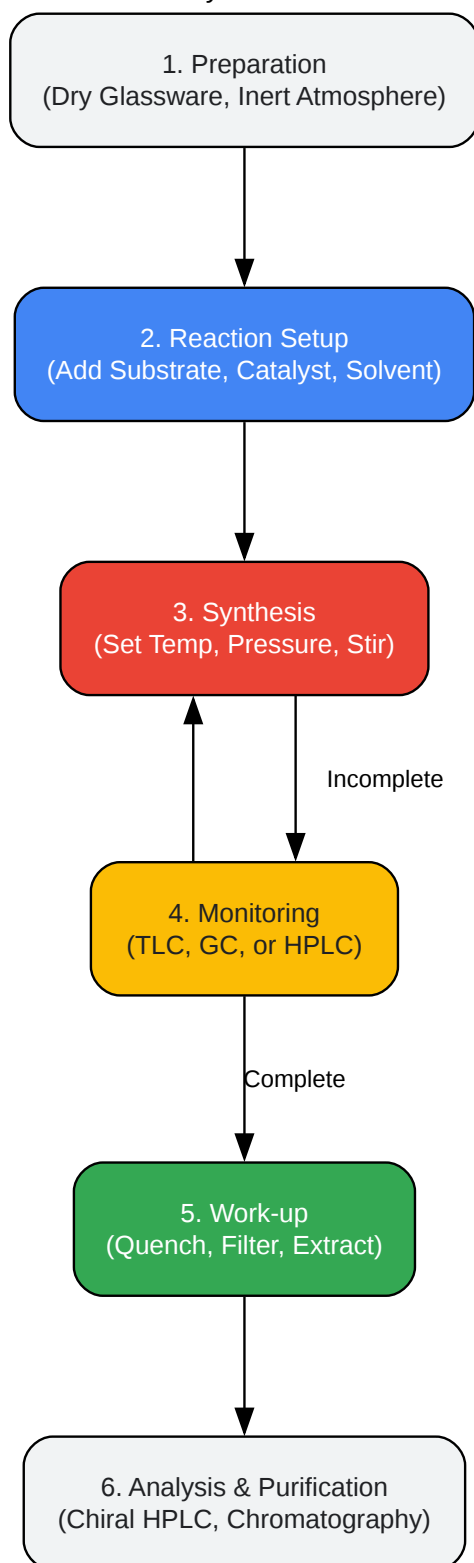 1. Preparation
(Dry Glassware, Inert Atmosphere)
2. Reaction Setup
(Add Substrate, Catalyst, Solvent)
3. Synthesis
(Set Temp, Pressure, Stir)
Incomplete
4. Monitoring
(TLC, GC, or HPLC)
Complete
5. Work-up
(Quench, Filter, Extract)
6. Analysis & Purification
(Chiral HPLC, Chromatography)